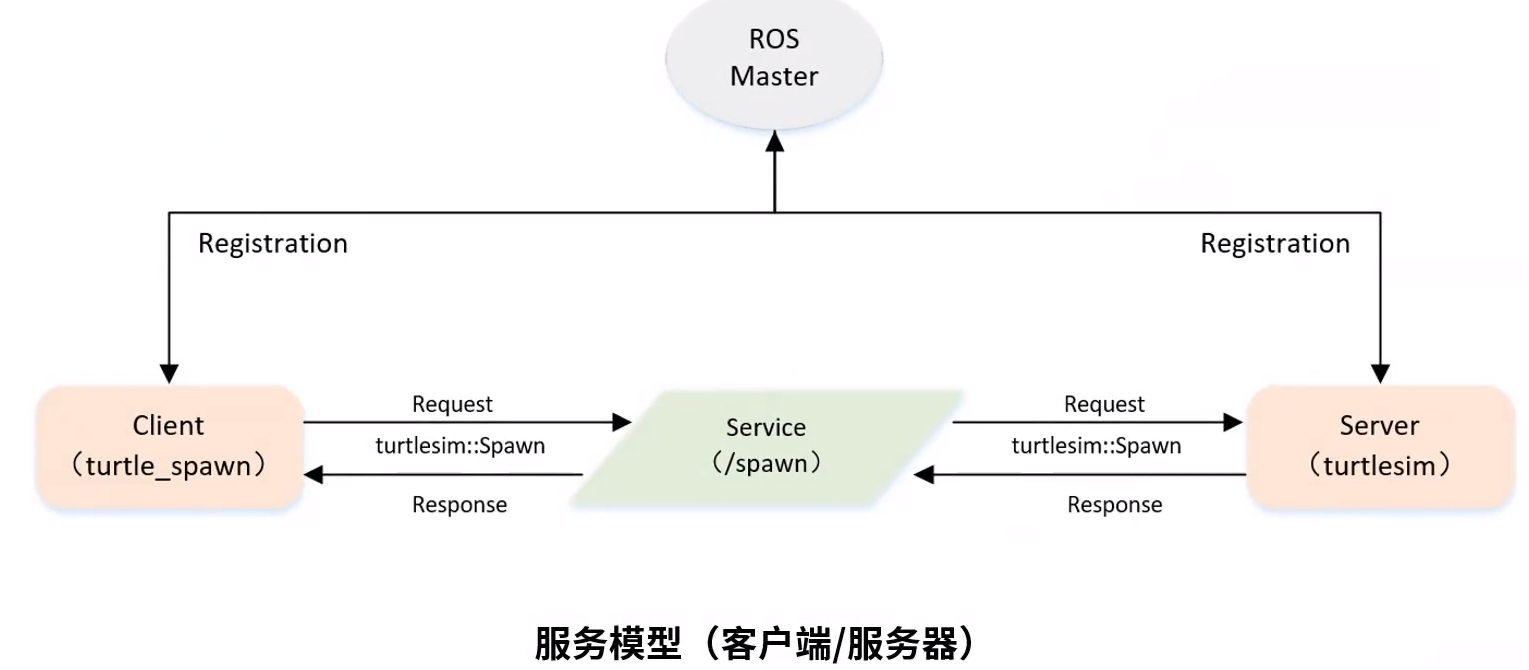 ROS
Master
Registration
Registration
Client
（turtle_spawn）
Request
turtlesim::Spawn
Response
Service
（/spawn）
Request
turtlesim::Spawn
Response
Server
（turtlesim）
服务模型（客户端/服务器）